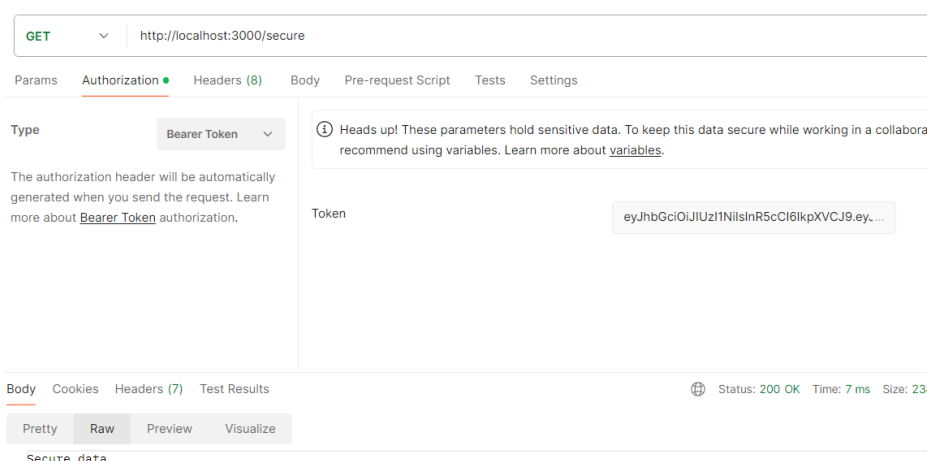 GET http://localhost:3000/secure
Params Authorization Headers (8) Body Pre-request Script Tests Settings
Type Bearer Token
Heads up! These parameters hold sensitive data. To keep this data secure while working in a collabora
recommend using variables. Learn more about variables.
The authorization header will be automatically
generated when you send the request. Learn
more about Bearer Token authorization.
Token eyJhbGciOiJIUzI1NiIsInR5cCI6IkpXVCJ9.ey...
Body Cookies Headers (7) Test Results Status: 200 OK Time: 7 ms Size: 23
Pretty Raw Preview Visualize
Secure data